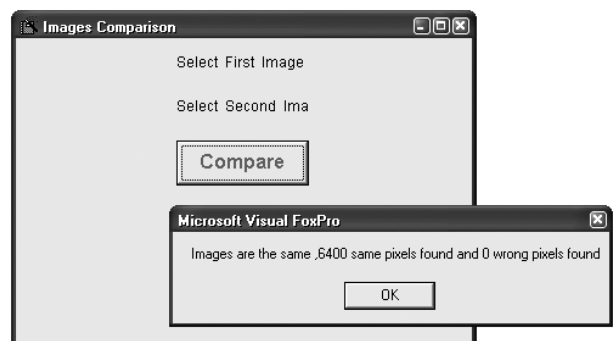 Images Comparison
Select First Image
Select Second Ima
Compare
Microsoft Visual FoxPro
Images are the same ,6400 same pixels found and 0 wrong pixels found
OK